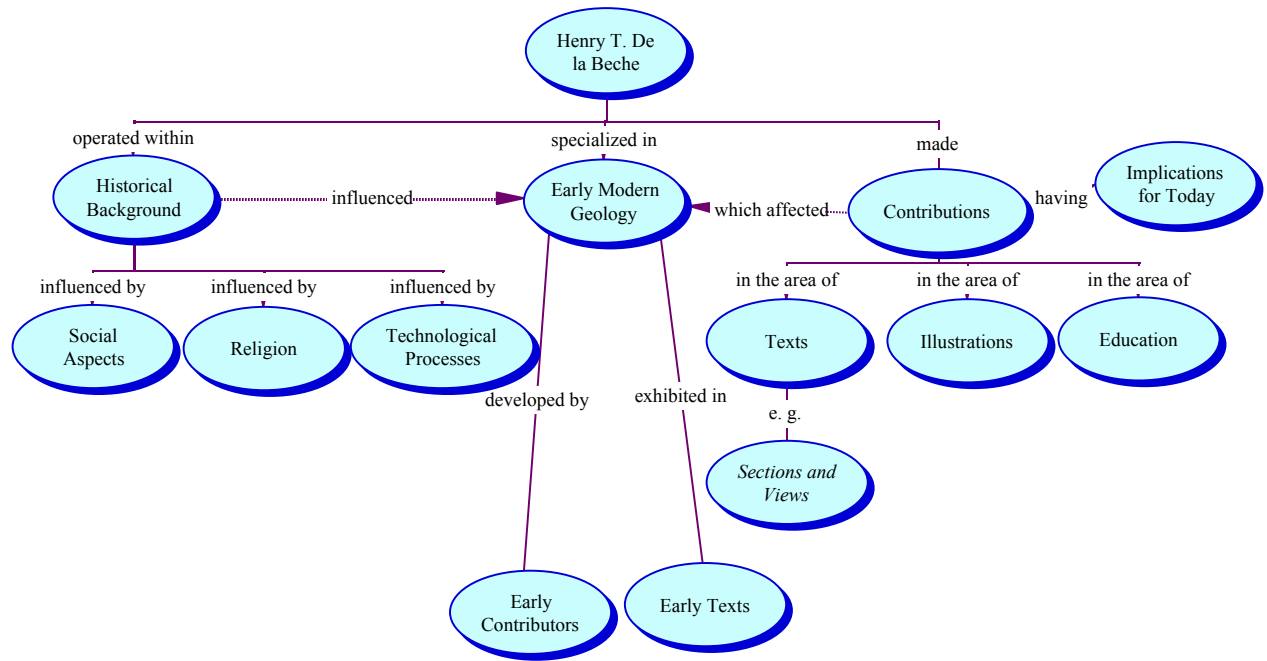 Henry T. De
la Beche
operated within
specialized in
made
Historical
Background
influenced
Early Modern
Geology
which affected
Contributions
having
Implications
for Today
influenced by
influenced by
influenced by
in the area of
in the area of
in the area of
Social
Aspects
Religion
Technological
Processes
Texts
Illustrations
Education
developed by
exhibited in
e. g.
Sections and
Views
Early
Contributors
Early Texts